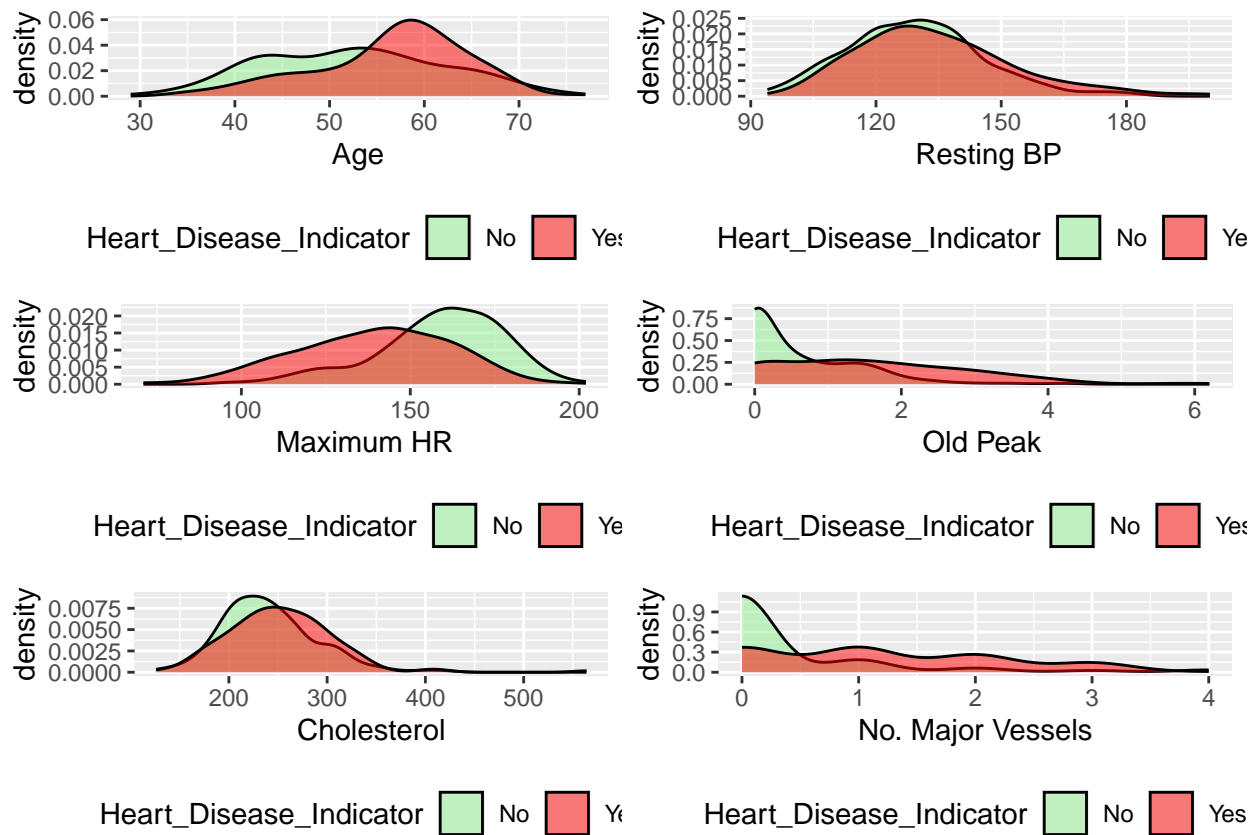 density
0.06
0.04
0.02
0.00
30 40 50 60 70
Age
Heart_Disease_Indicator No Yes
density
0.025
0.020
0.015
0.010
0.005
0.000
90 120 150 180
Resting BP
Heart_Disease_Indicator No Ye
density
0.020
0.015
0.010
0.005
0.000
100 150 200
Maximum HR
Heart_Disease_Indicator No Ye
density
0.75
0.50
0.25
0.00
0 2 4 6
Old Peak
Heart_Disease_Indicator No Yes
density
0.0075
0.0050
0.0025
0.0000
200 300 400 500
Cholesterol
Heart_Disease_Indicator No Ye
density
0.9
0.6
0.3
0.0
0 1 2 3 4
No. Major Vessels
Heart_Disease_Indicator No Yes